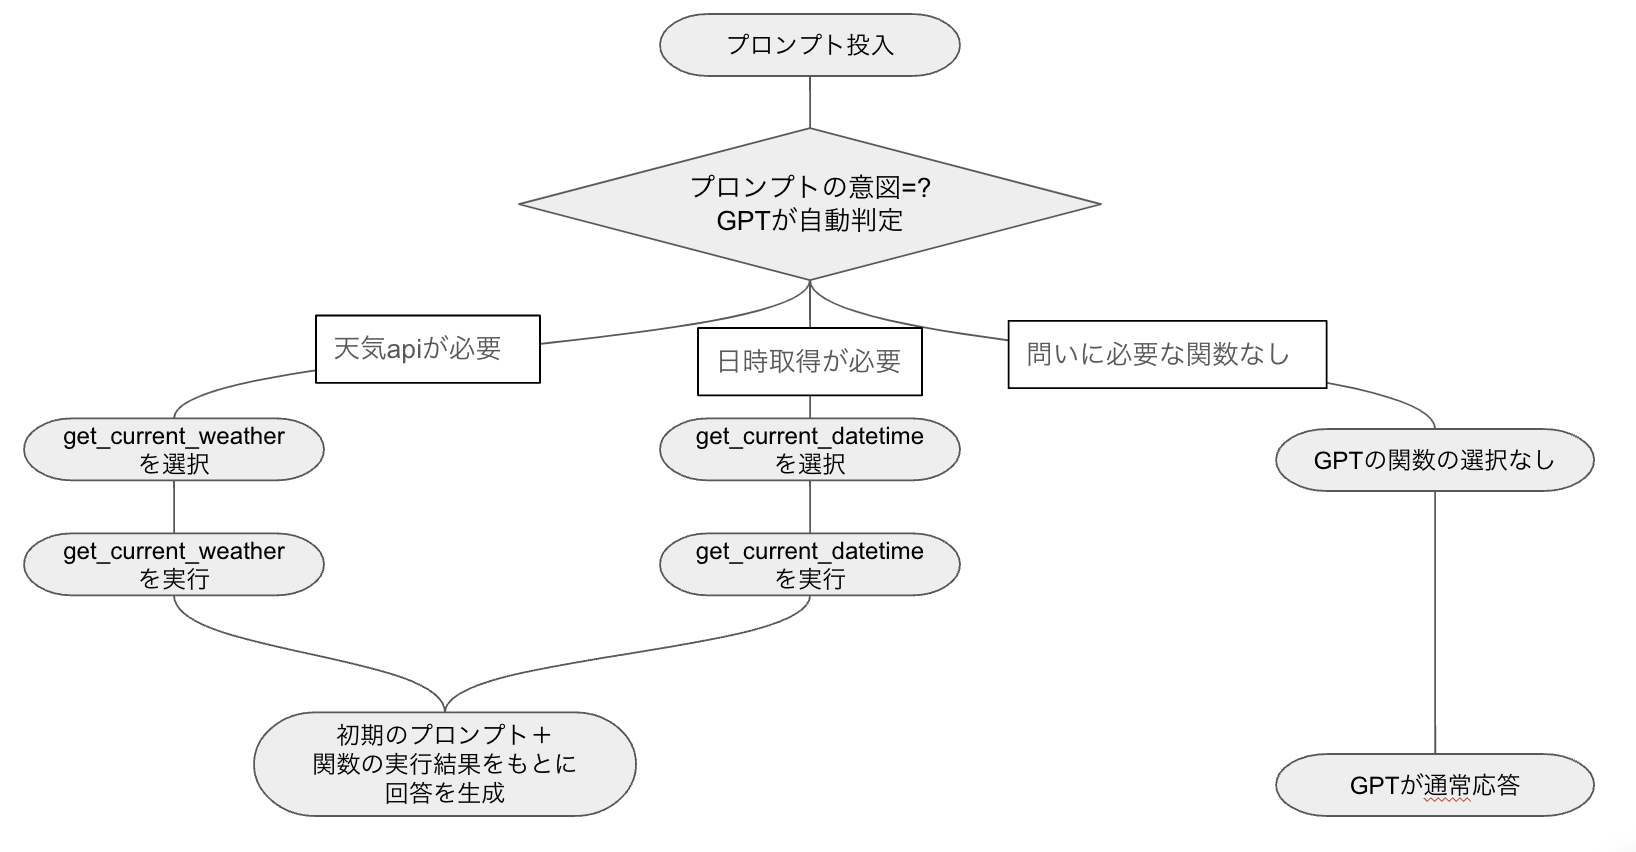 プロンプト投入
プロンプトの意図=?
GPTが自動判定
天気apiが必要
日時取得が必要
問いに必要な関数なし
get_current_weather
を選択
get_current_datetime
を選択
GPTの関数の選択なし
get_current_weather
を実行
get_current_datetime
を実行
初期のプロンプト＋
関数の実行結果をもとに
回答を生成
GPTが通常応答